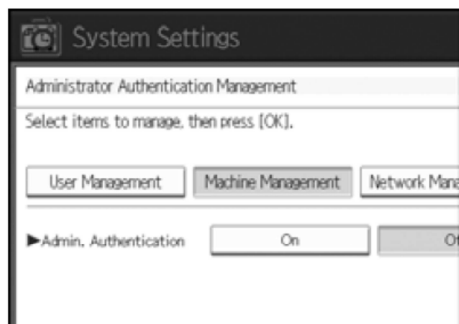 System Settings
Administrator Authentication Management
Select items to manage, then press [OK].
User Management Machine Management Network
►Admin. Authentication On